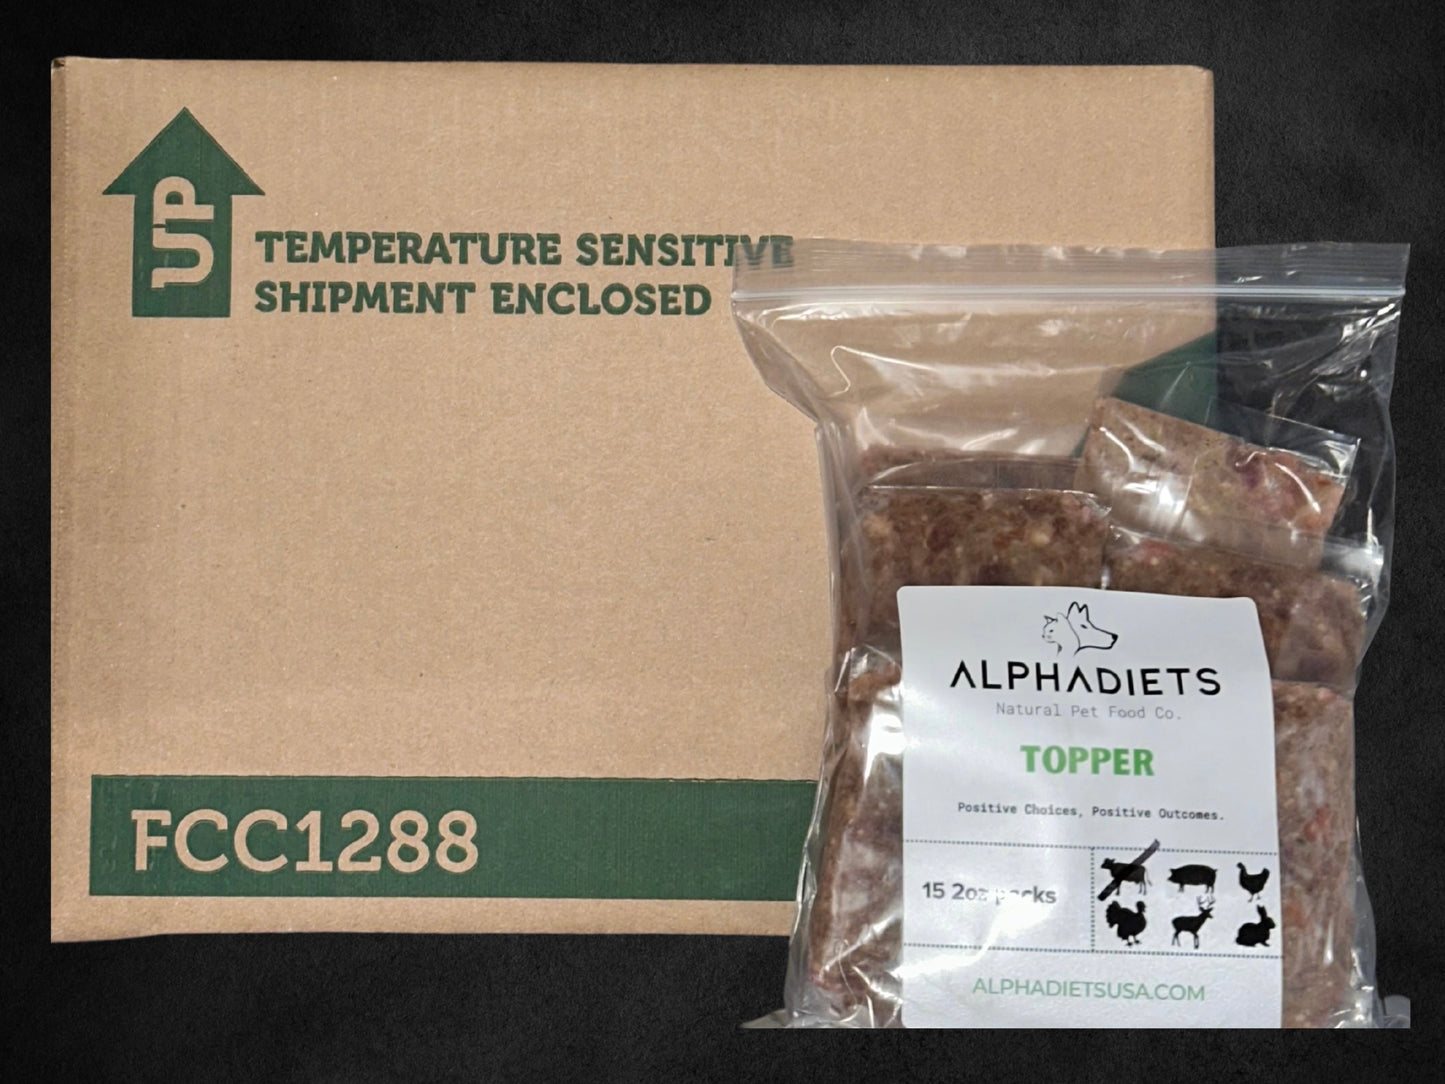 UP
TEMPERATURE SENSITIVE
SHIPMENT ENCLOSED
FCC1288
ALPHADIETS
Natural Pet Food Co.
TOPPER
Positive Choices, Positive Outcomes.
15 2oz packs
ALPHADIETSUSA.COM